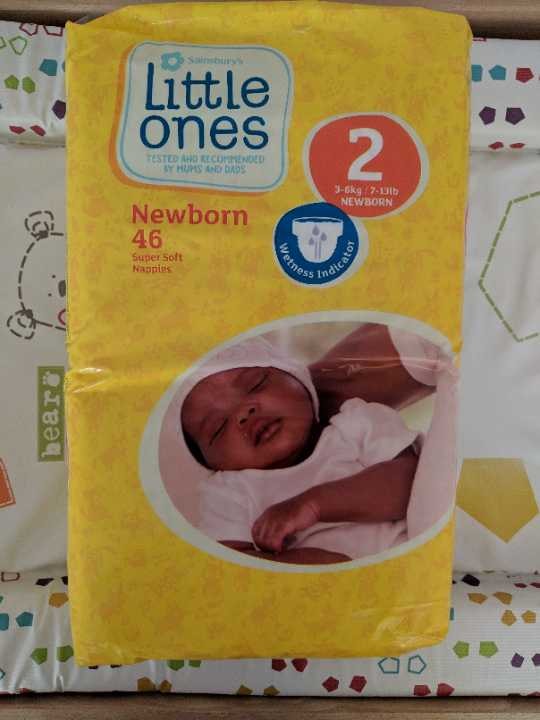 Sainsbury's
Little
ones
TESTED AND RECOMMENDED
BY MUMS AND DADS
2
3-6kg / 7-13lb
NEWBORN
Newborn
46
Super Soft
Nappies
Wetness Indicator
bear